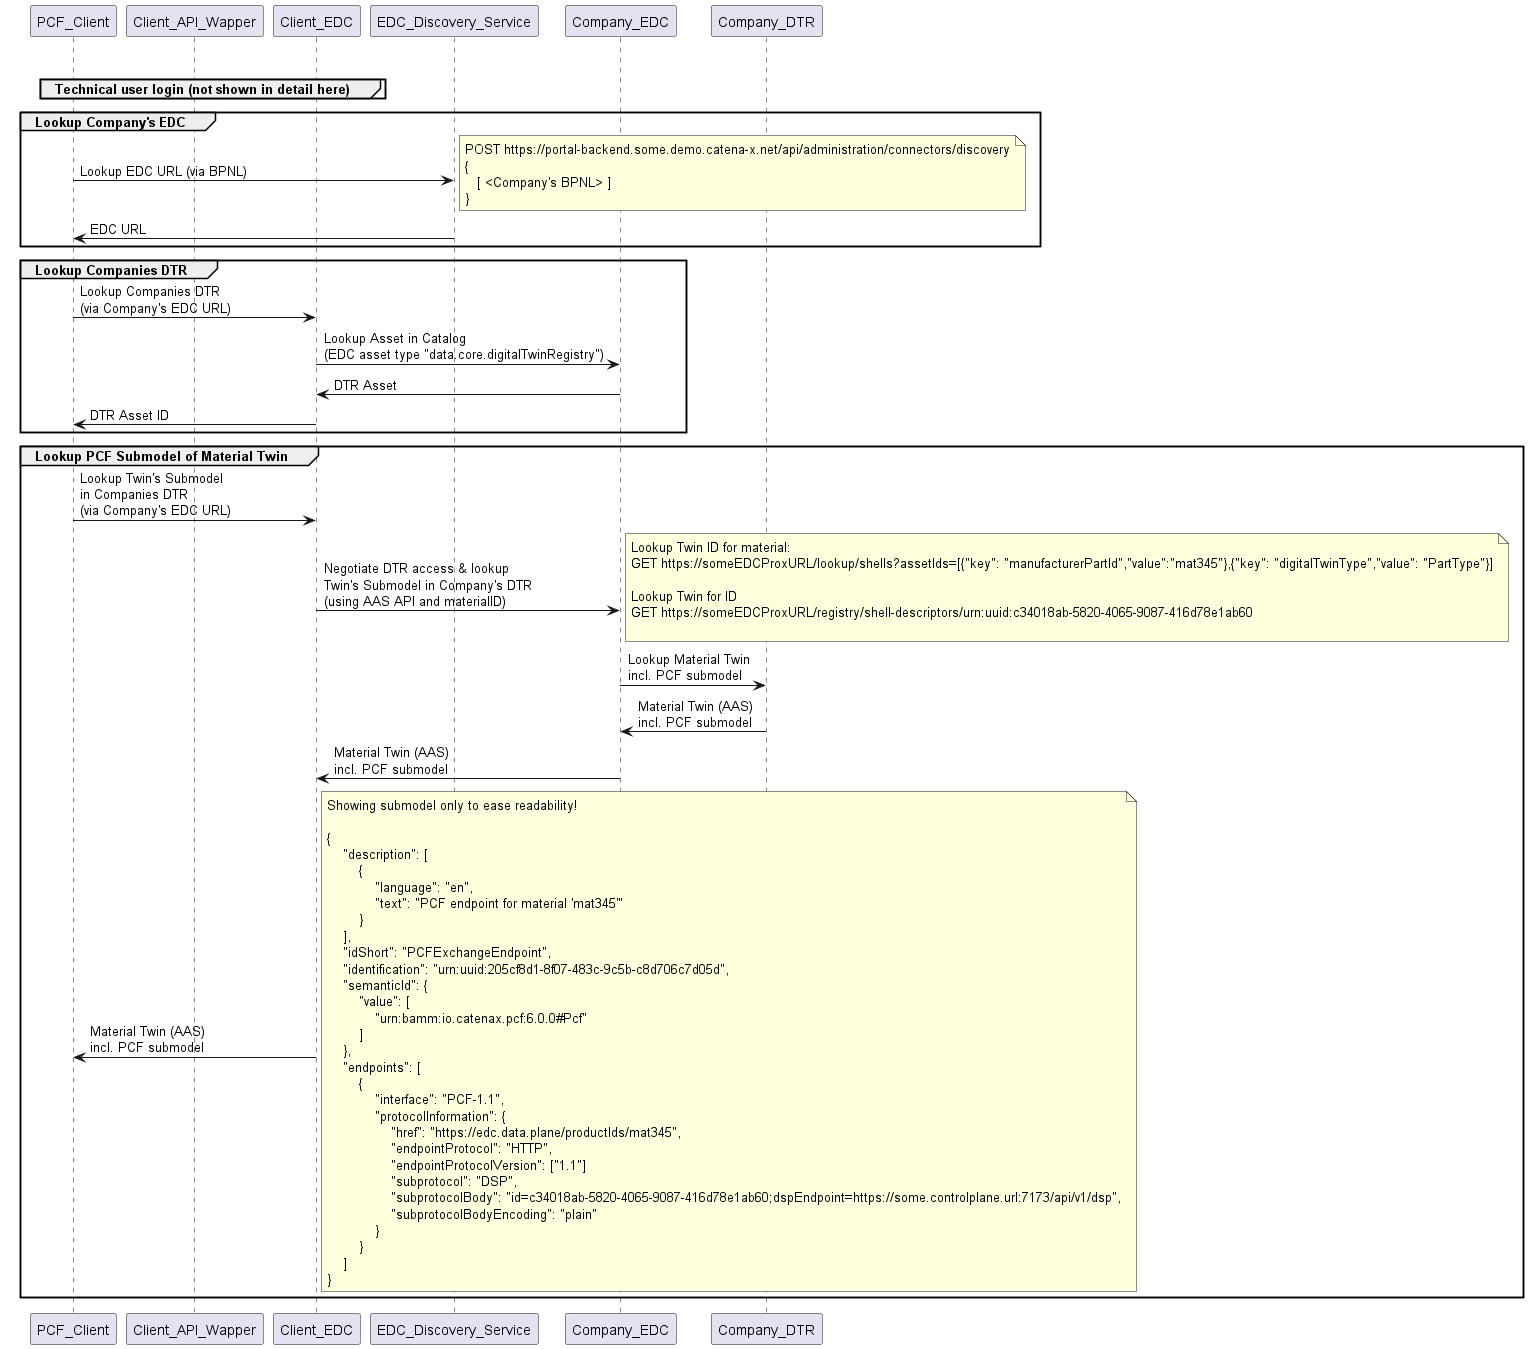 PCF_Client
Client_API_Wapper
Client_EDC
EDC_Discovery_Service
Company_EDC
Company_DTR
Technical user login (not shown in detail here)
Lookup Company's EDC
POST https://portal-backend.some.demo.catena-x.net/api/administration/connectors/discovery
{
[ <Company's BPNL> ]
}
Lookup EDC URL (via BPNL)
EDC URL
Lookup Companies DTR
Lookup Companies DTR
(via Company's EDC URL)
Lookup Asset in Catalog
(EDC asset type "data.core.digitalTwinRegistry")
DTR Asset
DTR Asset ID
Lookup PCF Submodel of Material Twin
Lookup Twin's Submodel
in Companies DTR
(via Company's EDC URL)
Lookup Twin ID for material:
GET https://someEDCProxURL/lookup/shells?assetIds=[{"key": "manufacturerPartId","value":"mat345"},{"key": "digitalTwinType","value": "PartType"}]
Lookup Twin for ID
GET https://someEDCProxURL/registry/shell-descriptors/urn:uuid:c34018ab-5820-4065-9087-416d78e1ab60
Negotiate DTR access & lookup
Twin's Submodel in Company's DTR
(using AAS API and materialID)
Lookup Material Twin
incl. PCF submodel
Material Twin (AAS)
incl. PCF submodel
Material Twin (AAS)
incl. PCF submodel
Showing submodel only to ease readability!
{
"description": [
{
"language": "en",
"text": "PCF endpoint for material 'mat345'"
}
],
"idShort": "PCFExchangeEndpoint",
"identification": "urn:uuid:205cf8d1-8f07-483c-9c5b-c8d706c7d05d",
"semanticId": {
"value": [
"urn:bamm:io.catenax.pcf:6.0.0#Pcf"
]
},
"endpoints": [
{
"interface": "PCF-1.1",
"protocolInformation": {
"href": "https://edc.data.plane/productIds/mat345",
"endpointProtocol": "HTTP",
"endpointProtocolVersion": ["1.1"]
"subprotocol": "DSP",
"subprotocolBody": "id=c34018ab-5820-4065-9087-416d78e1ab60;dspEndpoint=https://some.controlplane.url:7173/api/v1/dsp",
"subprotocolBodyEncoding": "plain"
}
}
]
}
Material Twin (AAS)
incl. PCF submodel
PCF_Client
Client_API_Wapper
Client_EDC
EDC_Discovery_Service
Company_EDC
Company_DTR